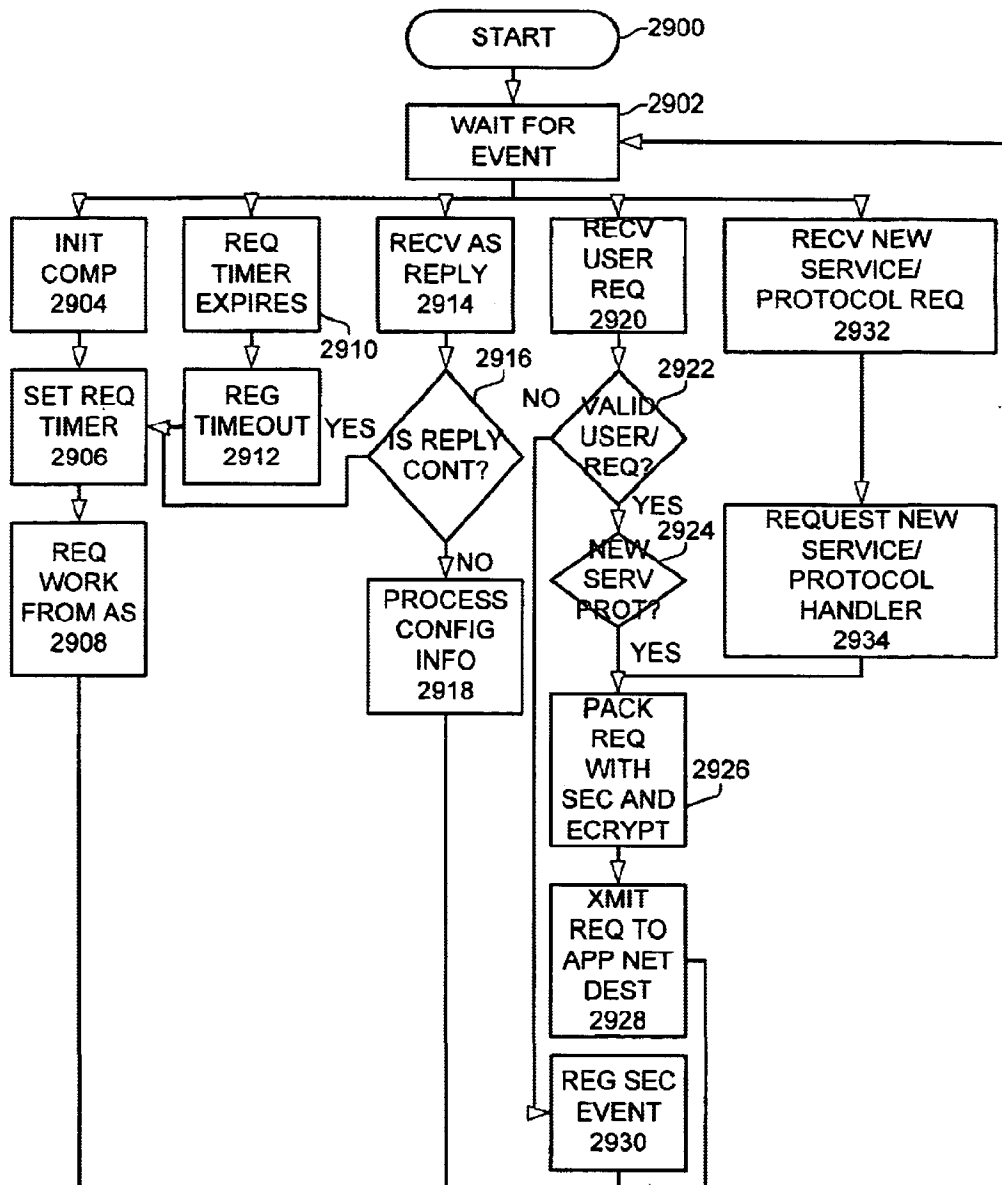 START
2900
2902
WAIT FOR
EVENT
INIT
COMP
2904
REQ
TIMER
EXPIRES
2910
RECV AS
REPLY
2914
RECV
USER
REQ
2920
RECV NEW
SERVICE/
PROTOCOL REQ
2932
SET REQ
TIMER
2906
REG
TIMEOUT
2912
YES
2916
IS REPLY
CONT?
NO
NO
2922
VALID
USER/
REQ?
YES
2924
NEW
SERV
PROT?
YES
REQUEST NEW
SERVICE/
PROTOCOL
HANDLER
2934
REQ
WORK
FROM AS
2908
PROCESS
CONFIG
INFO
2918
PACK
REQ
WITH
SEC AND
ECRYPT
2926
XMIT
REQ TO
APP NET
DEST
2928
REG SEC
EVENT
2930